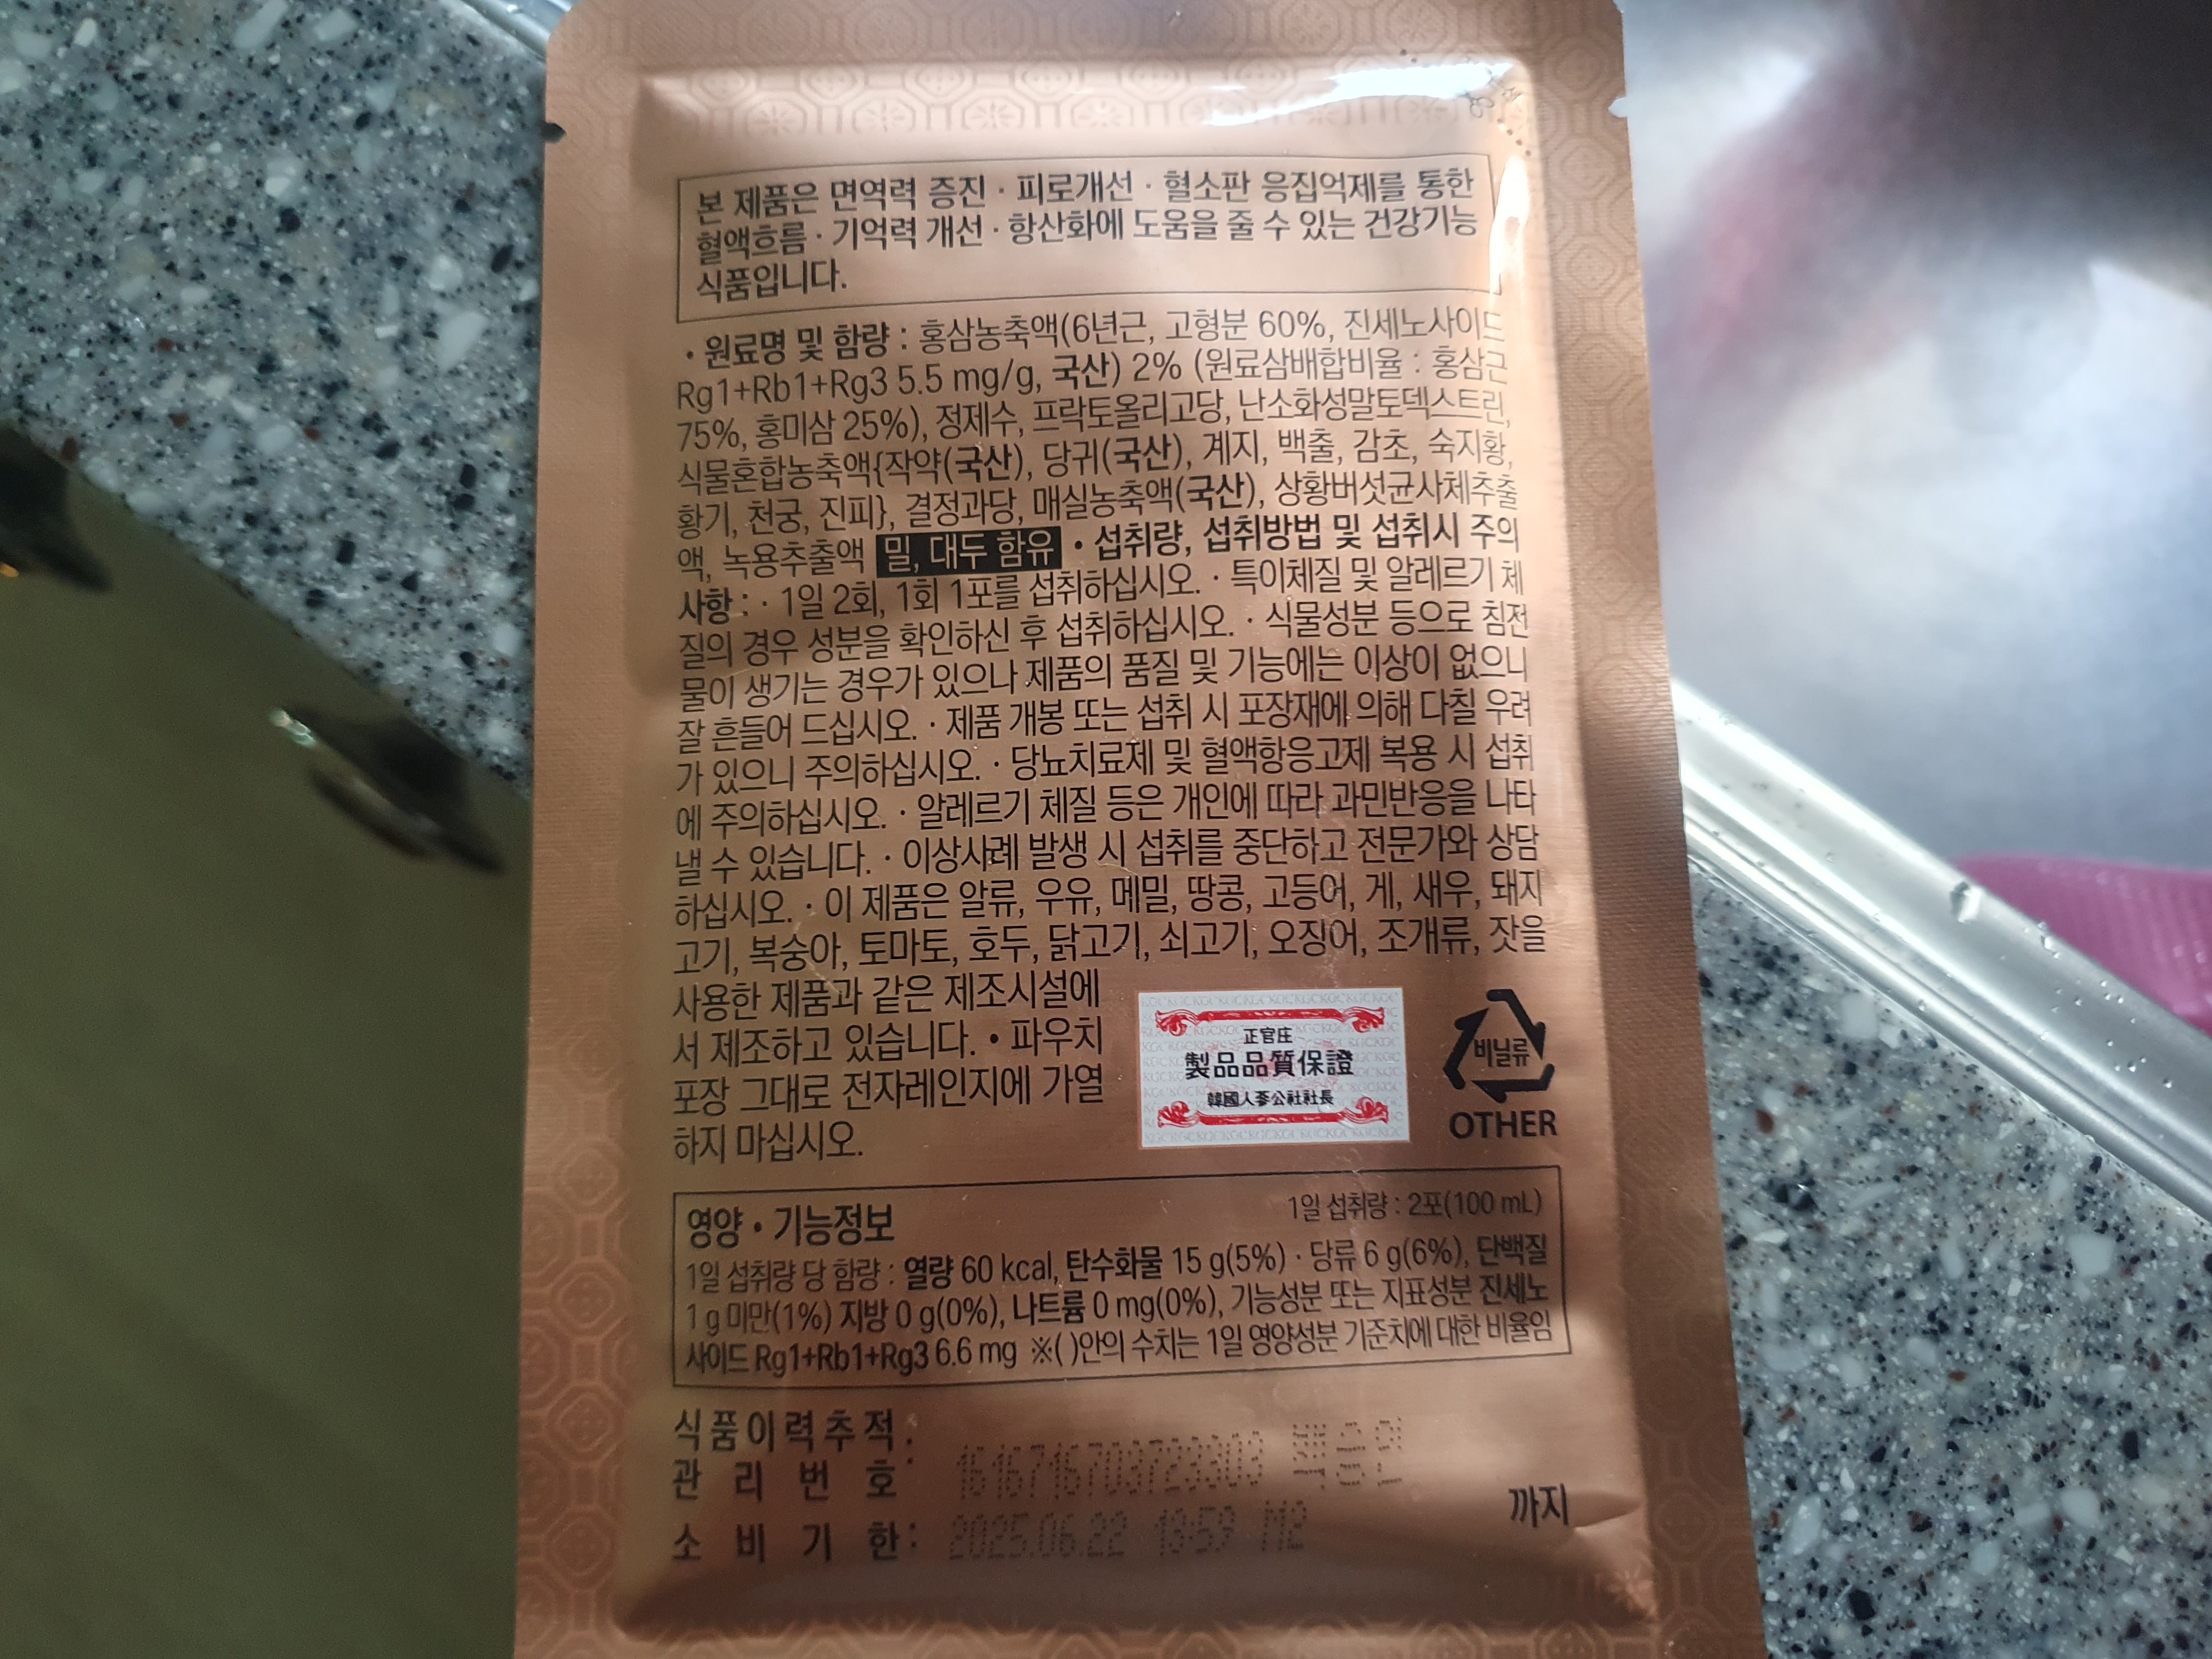 본 제품은 면역력 증진 · 피로개선 · 혈소판 응집억제를 통한
혈액흐름 · 기억력 개선 · 항산화에 도움을 줄 수 있는 건강기능
식품입니다.
• 원료명 및 함량 : 홍삼농축액(6년근, 고형분 60%, 진세노사이드
Rg1+Rb1+Rg3 5.5 mg/g, 국산) 2% (원료삼배합비율 : 홍삼근
75%, 홍미삼 25%), 정제수, 프락토올리고당, 난소화성말토덱스트린,
식물혼합농축액{작약(국산), 당귀(국산), 계지, 백출, 감초, 숙지황,
황기, 천궁, 진피}, 결정과당, 매실농축액(국산), 상황버섯균사체추출
액, 녹용추출액 밀, 대두 함유 • 섭취량, 섭취방법 및 섭취시 주의
사항 : · 1일 2회, 1회 1포를 섭취하십시오. · 특이체질 및 알레르기 체
질의 경우 성분을 확인하신 후 섭취하십시오. · 식물성분 등으로 침전
물이 생기는 경우가 있으나 제품의 품질 및 기능에는 이상이 없으니
잘 흔들어 드십시오. · 제품 개봉 또는 섭취 시 포장재에 의해 다칠 우려
가 있으니 주의하십시오. · 당뇨치료제 및 혈액항응고제 복용 시 섭취
에 주의하십시오. · 알레르기 체질 등은 개인에 따라 과민반응을 나타
낼 수 있습니다. · 이상사례 발생 시 섭취를 중단하고 전문가와 상담
하십시오. · 이 제품은 알류, 우유, 메밀, 땅콩, 고등어, 게, 새우, 돼지
고기, 복숭아, 토마토, 호두, 닭고기, 쇠고기, 오징어, 조개류, 잣을
사용한 제품과 같은 제조시설에
서 제조하고 있습니다. • 파우치
포장 그대로 전자레인지에 가열
하지 마십시오.
正官庄
製品品質保證
韓國人蔘公社社長
비닐류
OTHER
영양 • 기능정보
1일 섭취량 : 2포(100 mL)
1일 섭취량 당 함량 : 열량 60 kcal, 탄수화물 15 g(5%) · 당류 6 g(6%), 단백질
1 g 미만(1%) 지방 0 g(0%), 나트륨 0 mg(0%), 기능성분 또는 지표성분 진세노
사이드 Rg1+Rb1+Rg3 6.6 mg ※( )안의 수치는 1일 영양성분 기준치에 대한 비율임
식품이력추적 :
관 리 번 호
소 비 기 한 : 2025.06.22 18:59 M2
까지